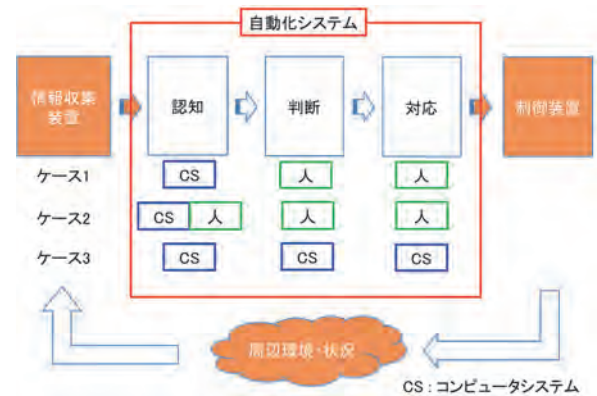 自動化システム
情報収集
装置
認知
判断
対応
制御装置
ケース1
CS
人
人
ケース2
CS
人
人
人
ケース3
CS
CS
CS
周辺環境・状況
CS:コンピュータシステム